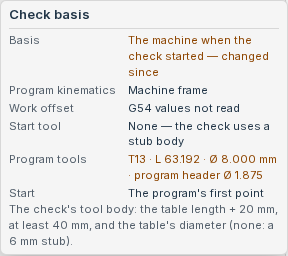 Check basis
Basis The machine when the
check started — changed
since
Program kinematics Machine frame
Work offset G54 values not read
Start tool None — the check uses a
stub body
Program tools T13 · L 63.192 · Ø 8.000 mm
· program header Ø 1.875
Start The program's first point
The check's tool body: the table length + 20 mm,
at least 40 mm, and the table's diameter (none: a
6 mm stub).